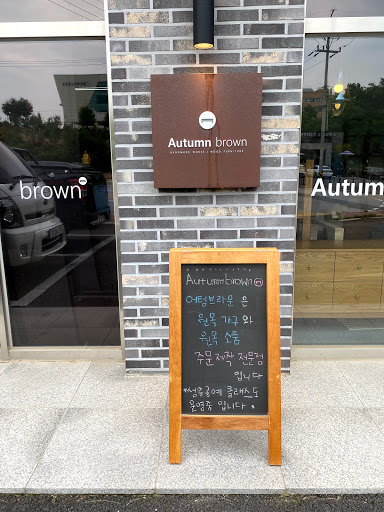 Autumn brown
HANDMADE WORKS & WOOD FURNITURE
brown
Autum
Autumn brown
어텀브라운 은
원목 가구 와
원목 소품
주문제작 전문점
입니다
*섬유공예 클래스도
운영중 입니다.